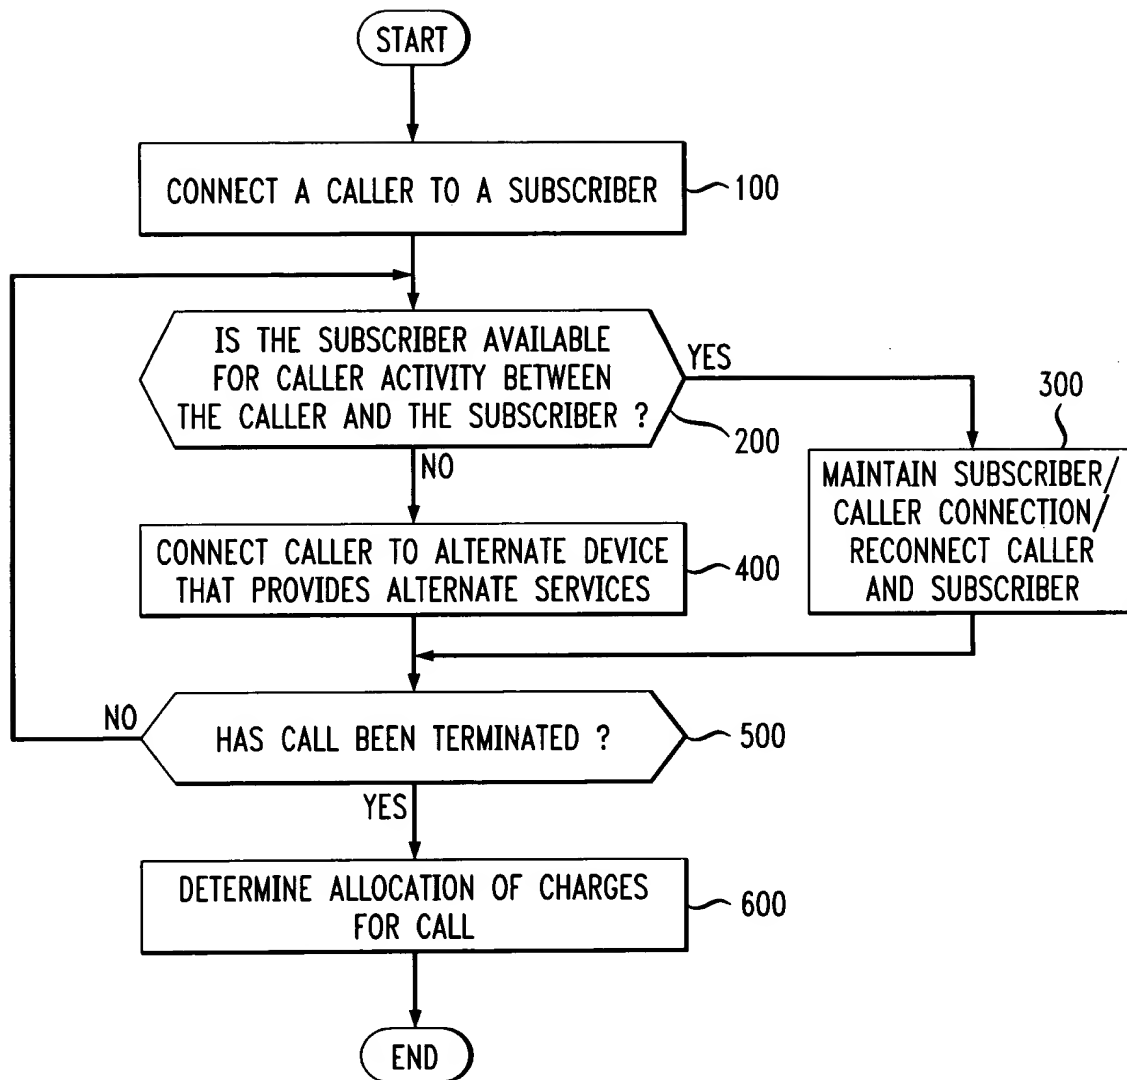 START
CONNECT A CALLER TO A SUBSCRIBER
100
IS THE SUBSCRIBER AVAILABLE
FOR CALLER ACTIVITY BETWEEN
THE CALLER AND THE SUBSCRIBER ?
YES
200
300
NO
MAINTAIN SUBSCRIBER/
CALLER CONNECTION/
RECONNECT CALLER
AND SUBSCRIBER
CONNECT CALLER TO ALTERNATE DEVICE
THAT PROVIDES ALTERNATE SERVICES
400
NO
HAS CALL BEEN TERMINATED ?
500
YES
DETERMINE ALLOCATION OF CHARGES
FOR CALL
600
END